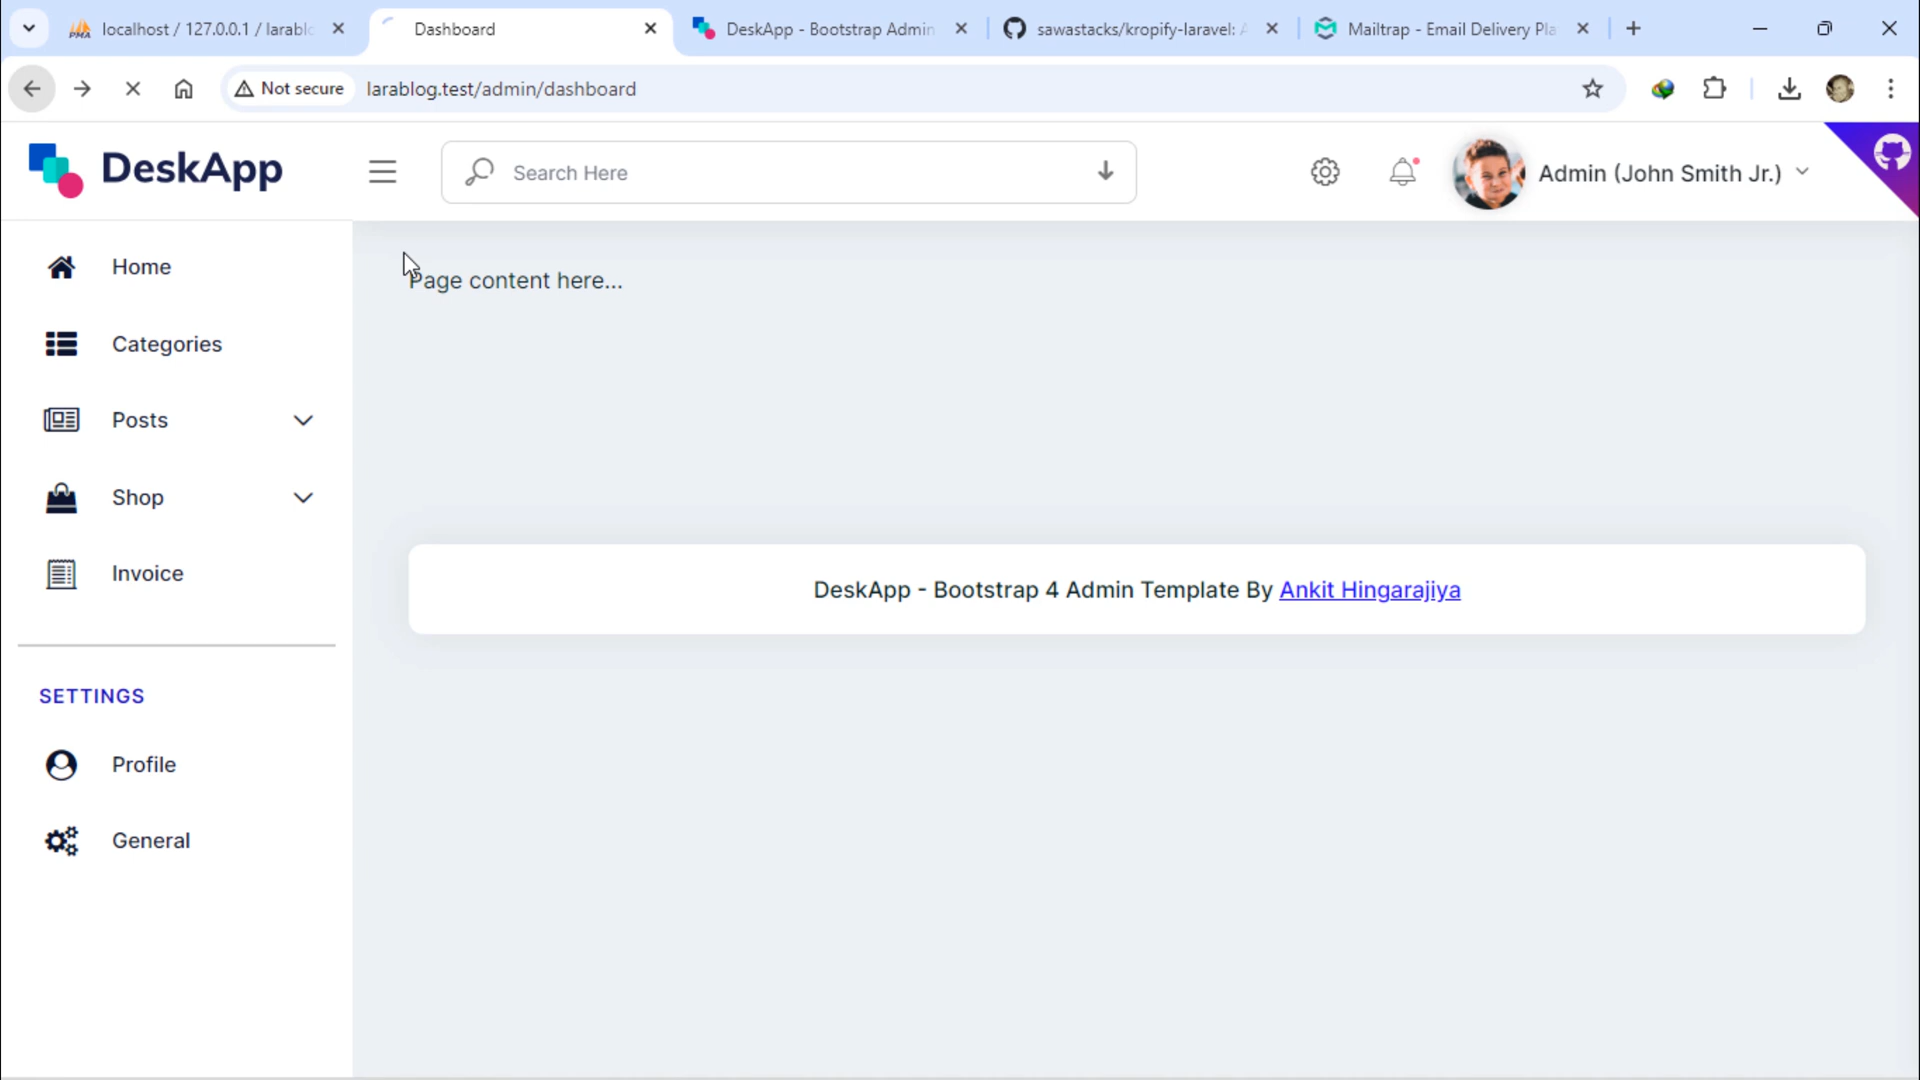 localhost / 127.0.0.1 / larablo
Dashboard
DeskApp - Bootstrap Admin
sawastacks/kropify-laravel: A
Mailtrap - Email Delivery Pla
Not secure
larablog.test/admin/dashboard
DeskApp
Search Here
Admin (John Smith Jr.)
Home
Categories
Posts
Shop
Invoice
SETTINGS
Profile
General
Page content here...
DeskApp - Bootstrap 4 Admin Template By Ankit Hingarajiya